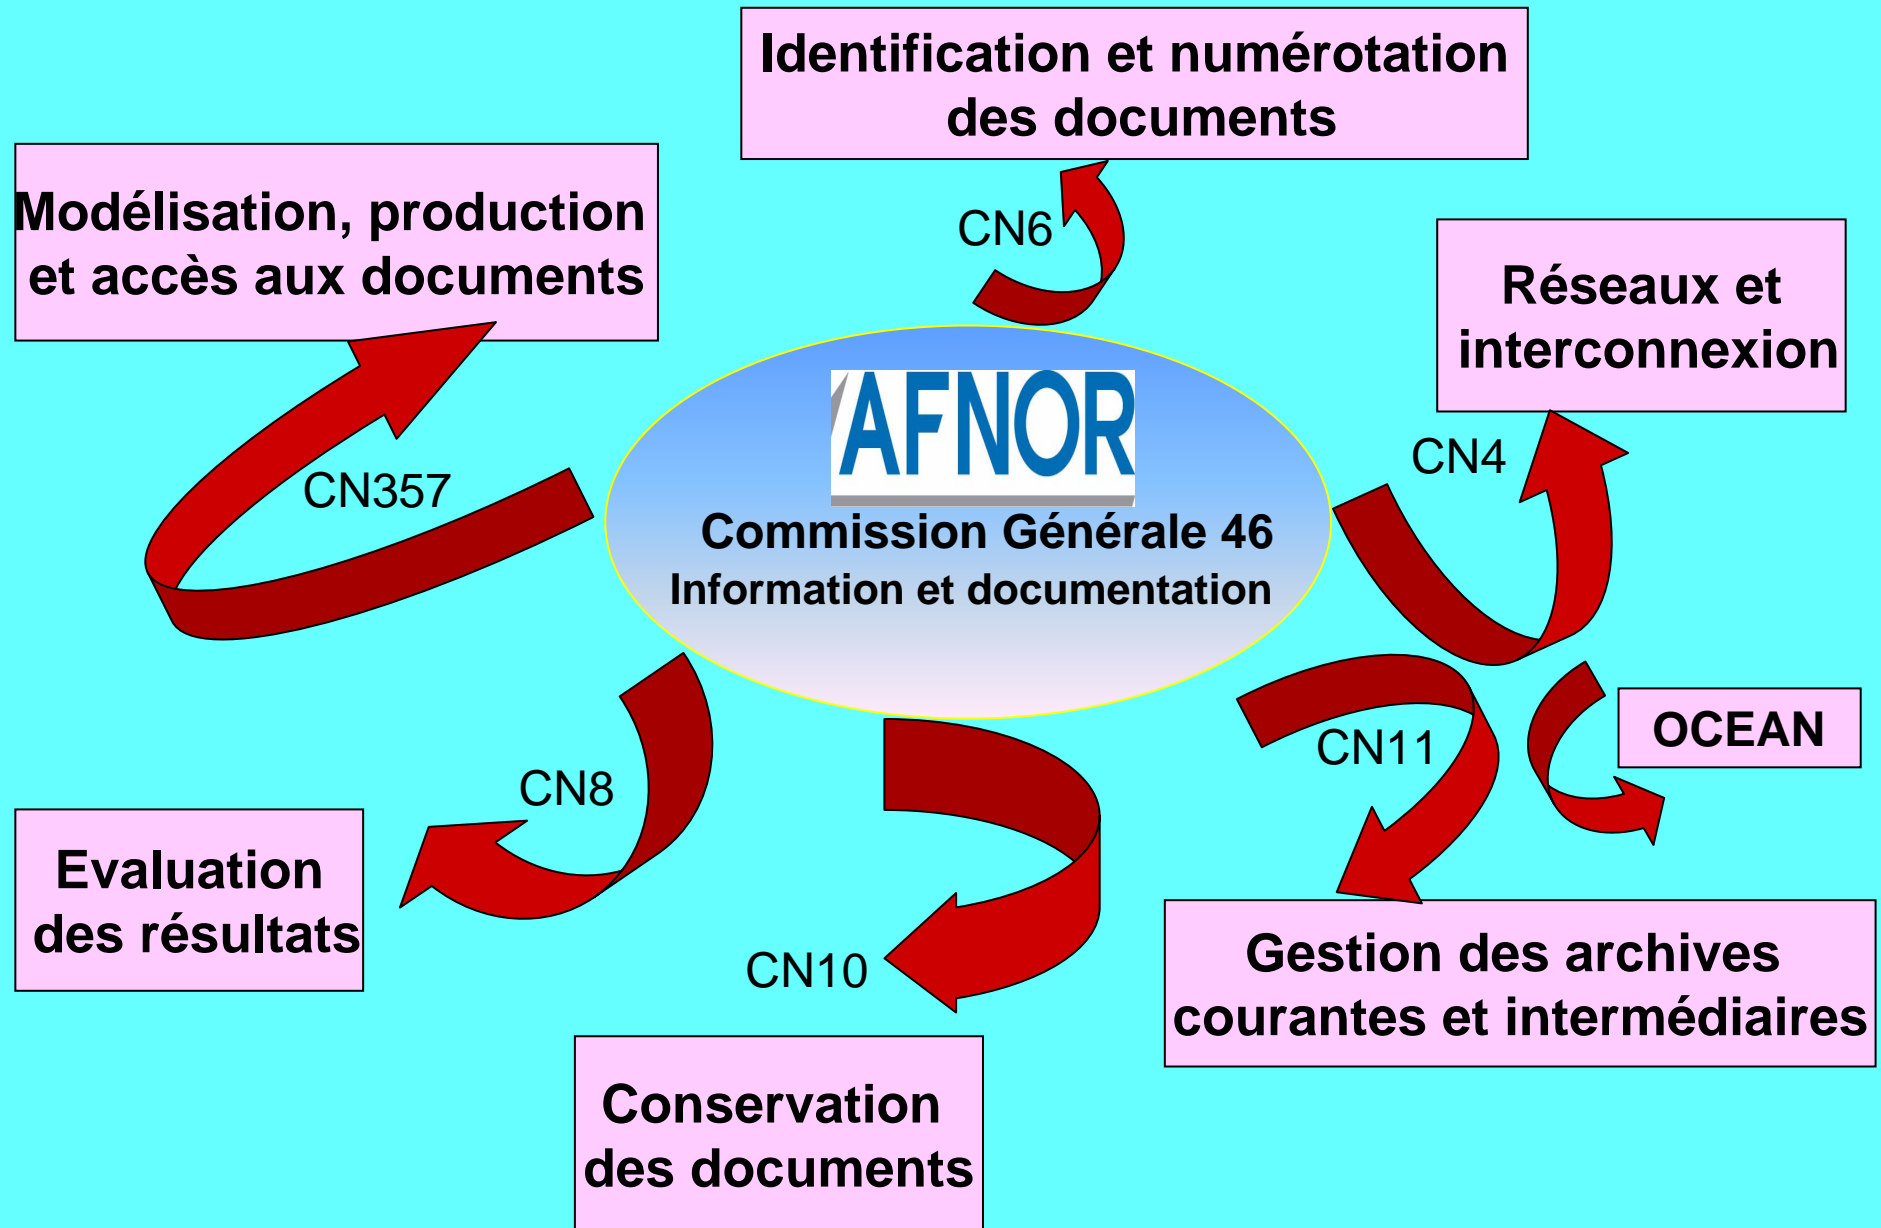 Identification et numérotation
des documents
Modélisation, production
et accès aux documents
CN6
Réseaux et
interconnexion
AFNOR
CN4
CN357
Commission Générale 46
Information et documentation
OCEAN
CN11
CN8
Evaluation
des résultats
CN10
Gestion des archives
courantes et intermédiaires
Conservation
des documents